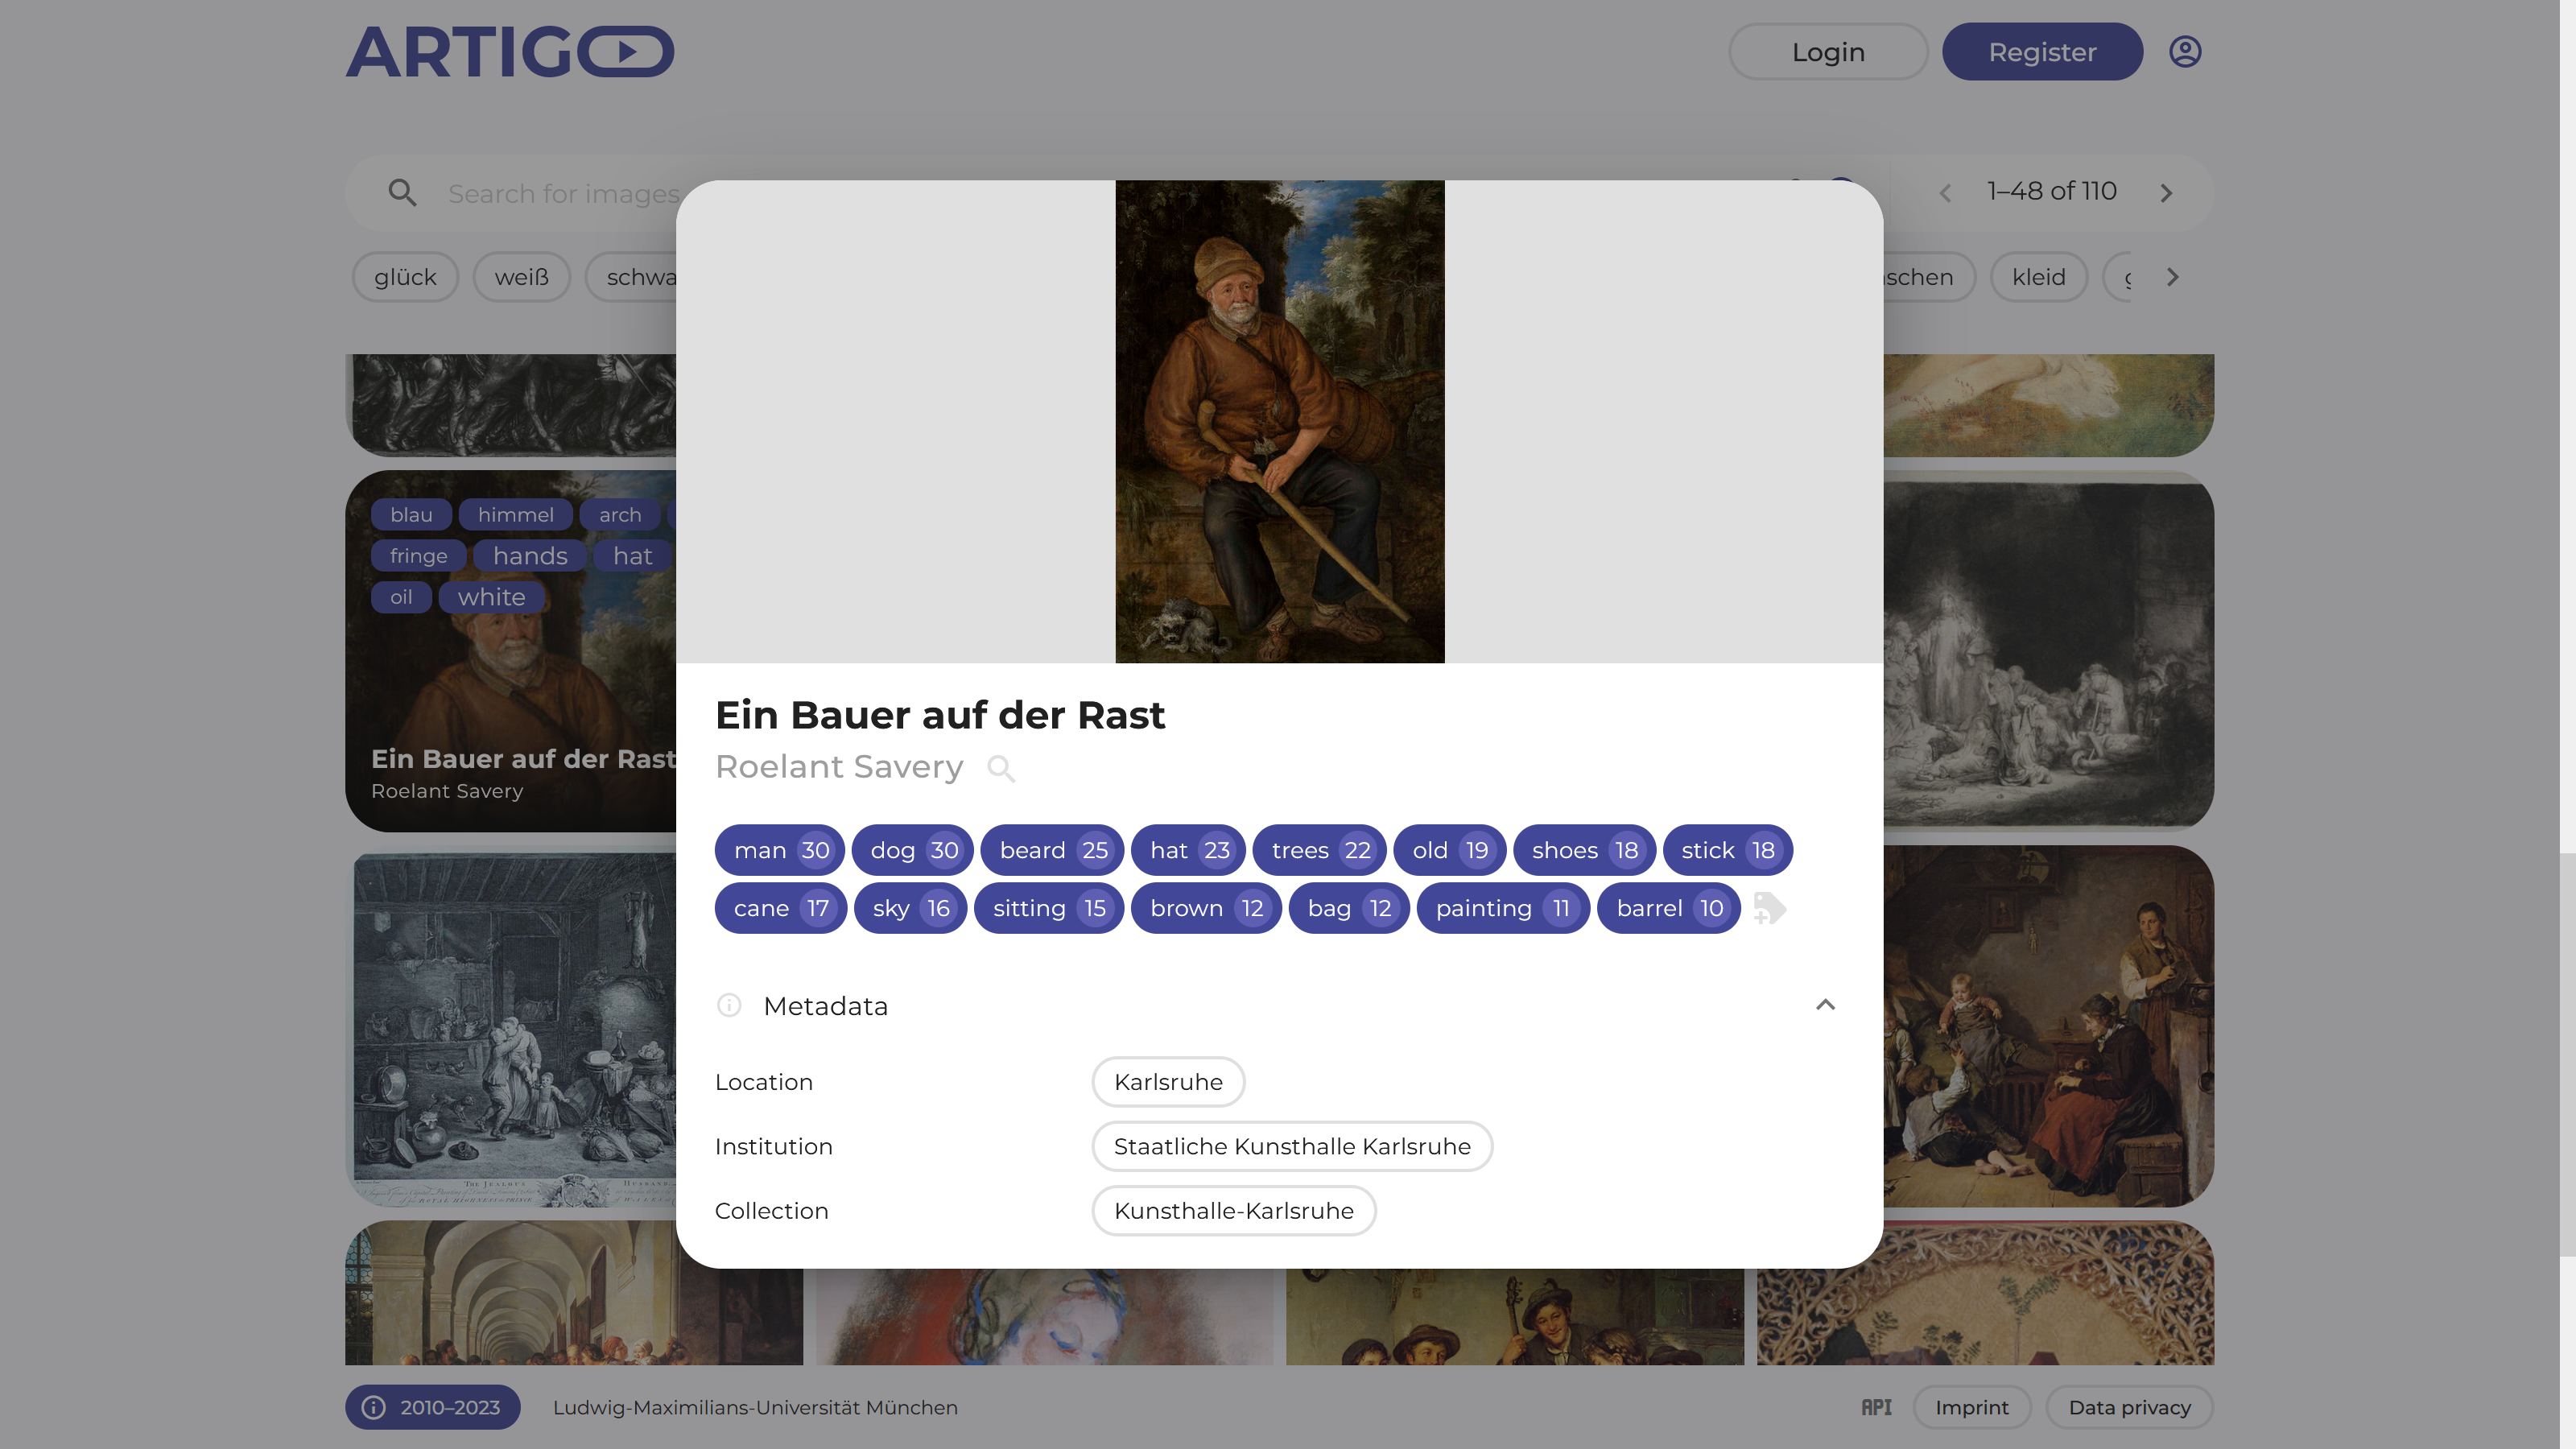 ARTIGO
Login
Register
Search for images
1–48 of 110
glück
weiß
schwa
schen
kleid
blau
himmel
arch
fringe
hands
hat
oil
white
Ein Bauer auf der Rast
Roelant Savery
Ein Bauer auf der Rast
Roelant Savery
man 30
dog 30
beard 25
hat 23
trees 22
old 19
shoes 18
stick 18
cane 17
sky 16
sitting 15
brown 12
bag 12
painting 11
barrel 10
Metadata
Location
Karlsruhe
Institution
Staatliche Kunsthalle Karlsruhe
Collection
Kunsthalle-Karlsruhe
The Jealous Husband
2010–2023
Ludwig-Maximilians-Universität München
API
Imprint
Data privacy